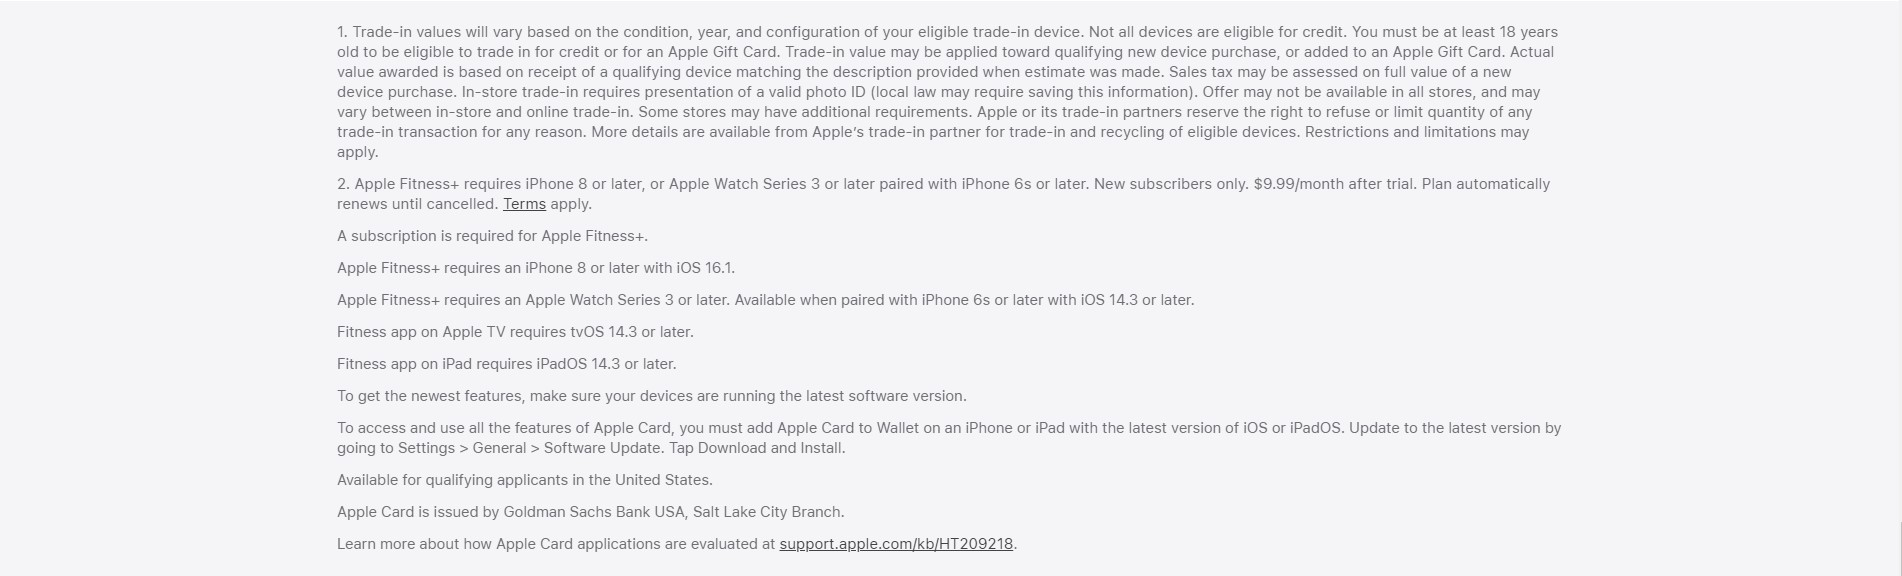 1. Trade-in values will vary based on the condition, year, and configuration of your eligible trade-in device. Not all devices are eligible for credit. You must be at least 18 years
old to be eligible to trade in for credit or for an Apple Gift Card. Trade-in value may be applied toward qualifying new device purchase, or added to an Apple Gift Card. Actual
value awarded is based on receipt of a qualifying device matching the description provided when estimate was made. Sales tax may be assessed on full value of a new
device purchase. In-store trade-in requires presentation of a valid photo ID (local law may require saving this information). Offer may not be available in all stores, and may
vary between in-store and online trade-in. Some stores may have additional requirements. Apple or its trade-in partners reserve the right to refuse or limit quantity of any
trade-in transaction for any reason. More details are available from Apple's trade-in partner for trade-in and recycling of eligible devices. Restrictions and limitations may
apply.
2. Apple Fitness+ requires iPhone 8 or later, or Apple Watch Series 3 or later paired with iPhone 6s or later. New subscribers only. $9.99/month after trial. Plan automatically
renews until cancelled. Terms apply.
A subscription is required for Apple Fitness+.
Apple Fitness+ requires an iPhone 8 or later with iOS 16.1.
Apple Fitness+ requires an Apple Watch Series 3 or later. Available when paired with iPhone 6s or later with iOS 14.3 or later.
Fitness app on Apple TV requires tvOS 14.3 or later.
Fitness app on iPad requires iPadOS 14.3 or later.
To get the newest features, make sure your devices are running the latest software version.
To access and use all the features of Apple Card, you must add Apple Card to Wallet on an iPhone or iPad with the latest version of iOS or iPadOS. Update to the latest version by
going to Settings > General > Software Update. Tap Download and Install.
Available for qualifying applicants in the United States.
Apple Card is issued by Goldman Sachs Bank USA, Salt Lake City Branch.
Learn more about how Apple Card applications are evaluated at support.apple.com/kb/HT209218.